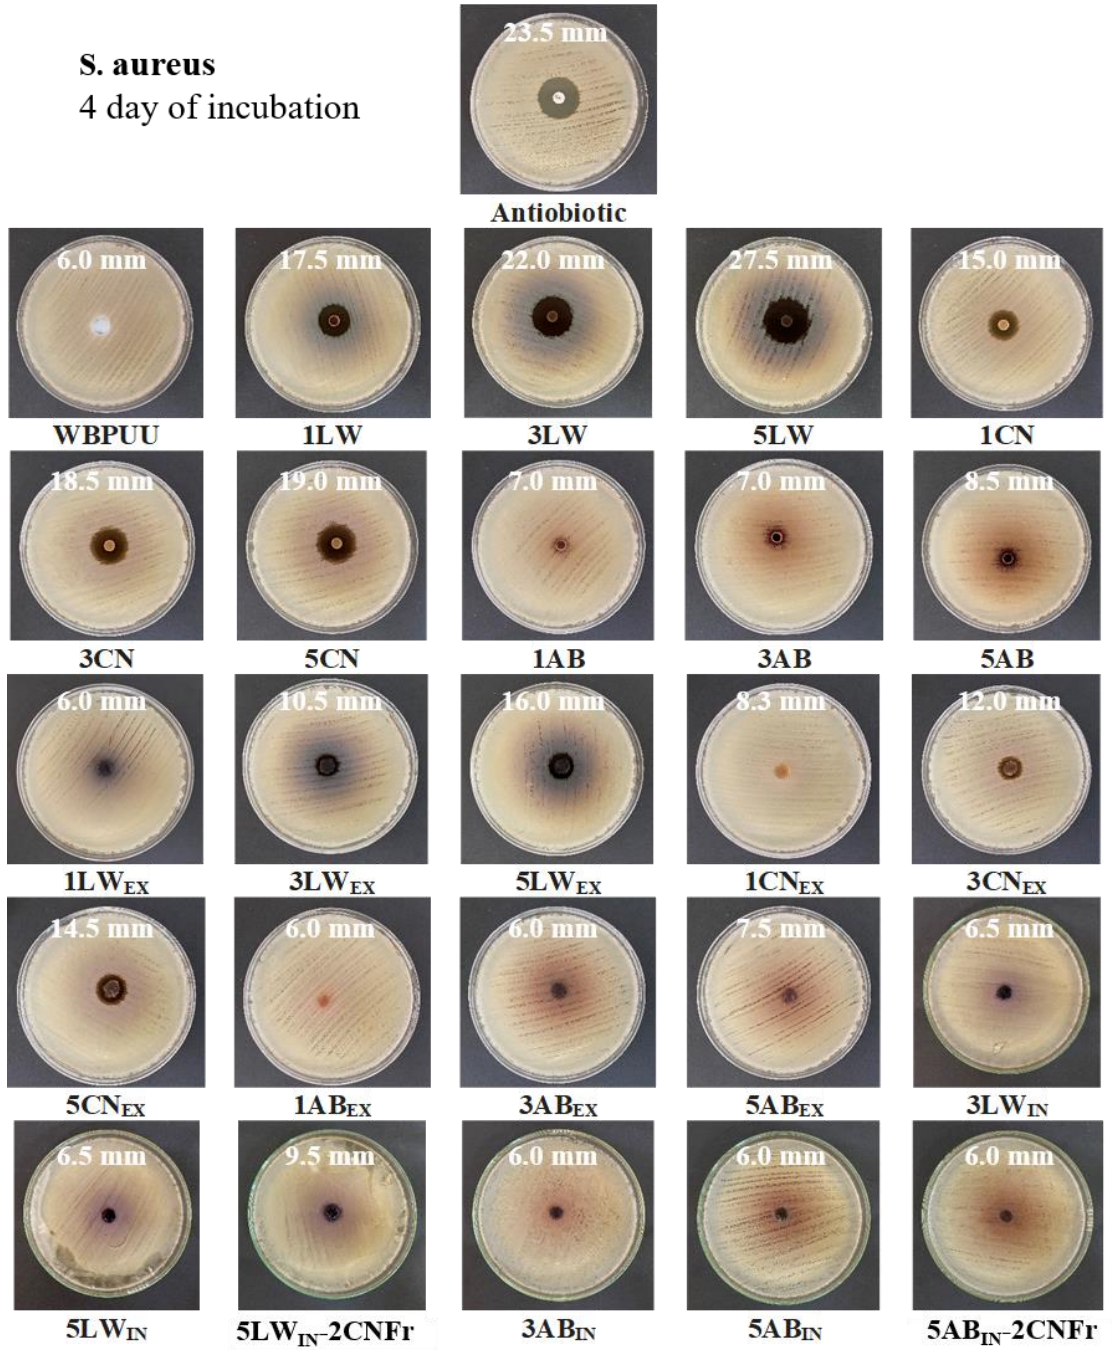 S. aureus
4 day of incubation
23.5 mm
Antiobiotic
6.0 mm
17.5 mm
22.0 mm
27.5 mm
15.0 mm
WBPUU
1LW
3LW
5LW
1CN
18.5 mm
19.0 mm
7.0 mm
7.0 mm
8.5 mm
3CN
5CN
1AB
3AB
5AB
6.0 mm
10.5 mm
16.0 mm
8.3 mm
12.0 mm
1LWEX
3LWEX
5LWEX
1CNEX
3CNEX
14.5 mm
6.0 mm
6.0 mm
7.5 mm
6.5 mm
5CNEX
1ABEX
3ABEX
5ABEX
3LWIN
6.5 mm
9.5 mm
6.0 mm
6.0 mm
6.0 mm
5LWIN
5LWIN-2CNFr
3ABIN
5ABIN
5ABIN-2CNFr